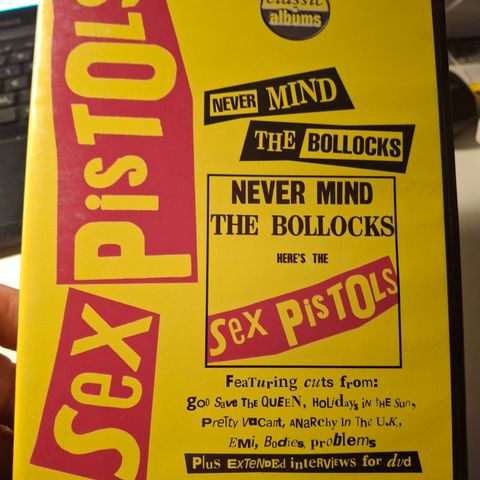 classic
albums
SEX PISTOLS
NEVER MIND
THE BOLLOCKS
NEVER MIND
THE BOLLOCKS
HERE'S THE
SEX PISTOLS
Featuring cuts from:
goD Save The QUEEN, HoLiDays iN tHE Sun,
pReTTy VaCaNT, ANaRCHy In The U.K,
EMi, BoDies, pRoblems
Plus EXTENDED inteRViEWs foR dvd